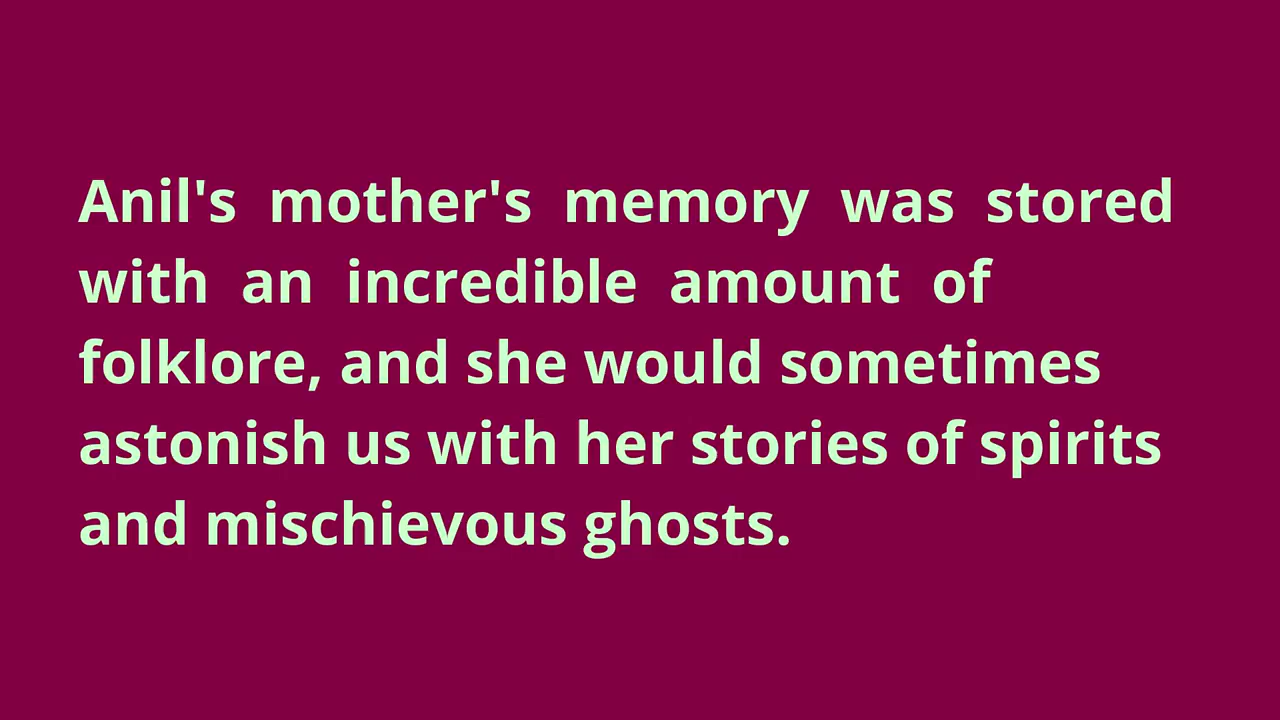 Anil's mother's memory was stored
with an incredible amount of
folklore, and she would sometimes
astonish us with her stories of spirits
and mischievous ghosts.